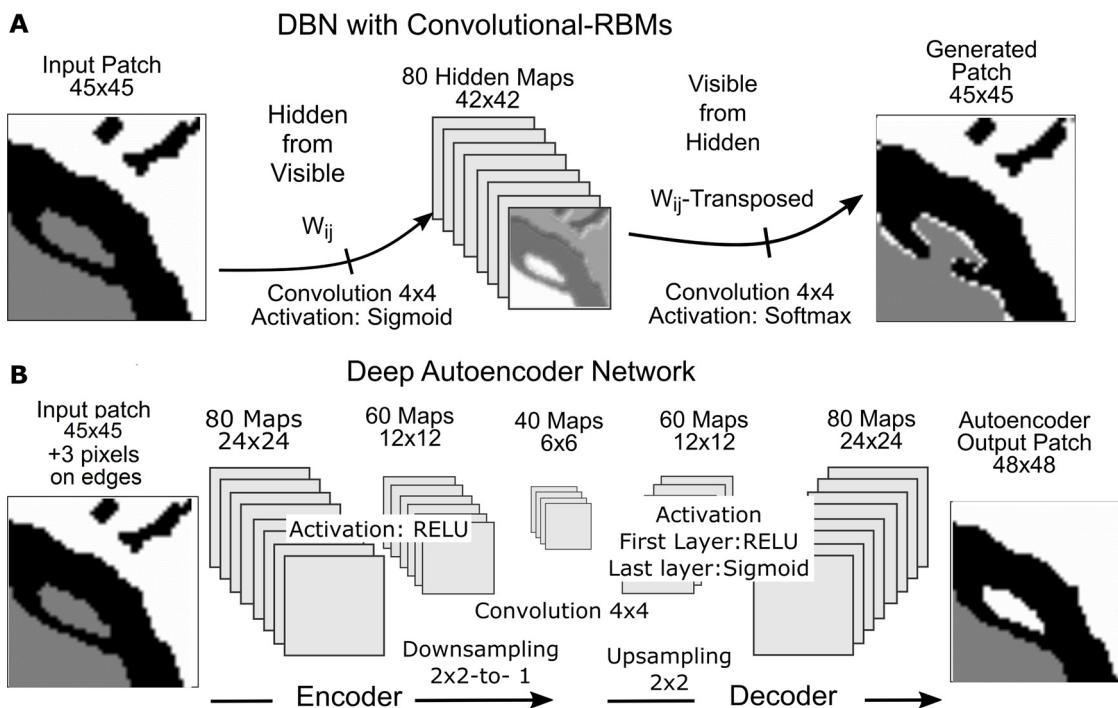 A
DBN with Convolutional-RBMs
Input Patch
45x45
Hidden
from
Visible
Wij
Convolution 4x4
Activation: Sigmoid
80 Hidden Maps
42x42
Visible
from
Hidden
Wij-Transposed
Convolution 4x4
Activation: Softmax
Generated
Patch
45x45
B
Deep Autoencoder Network
Input patch
45x45
+3 pixels
on edges
80 Maps
24x24
60 Maps
12x12
40 Maps
6x6
60 Maps
12x12
80 Maps
24x24
Autoencoder
Output Patch
48x48
Activation: RELU
Activation
First Layer:RELU
Last layer:Sigmoid
Convolution 4x4
Downsampling
2x2-to- 1
Upsampling
2x2
Encoder
Decoder